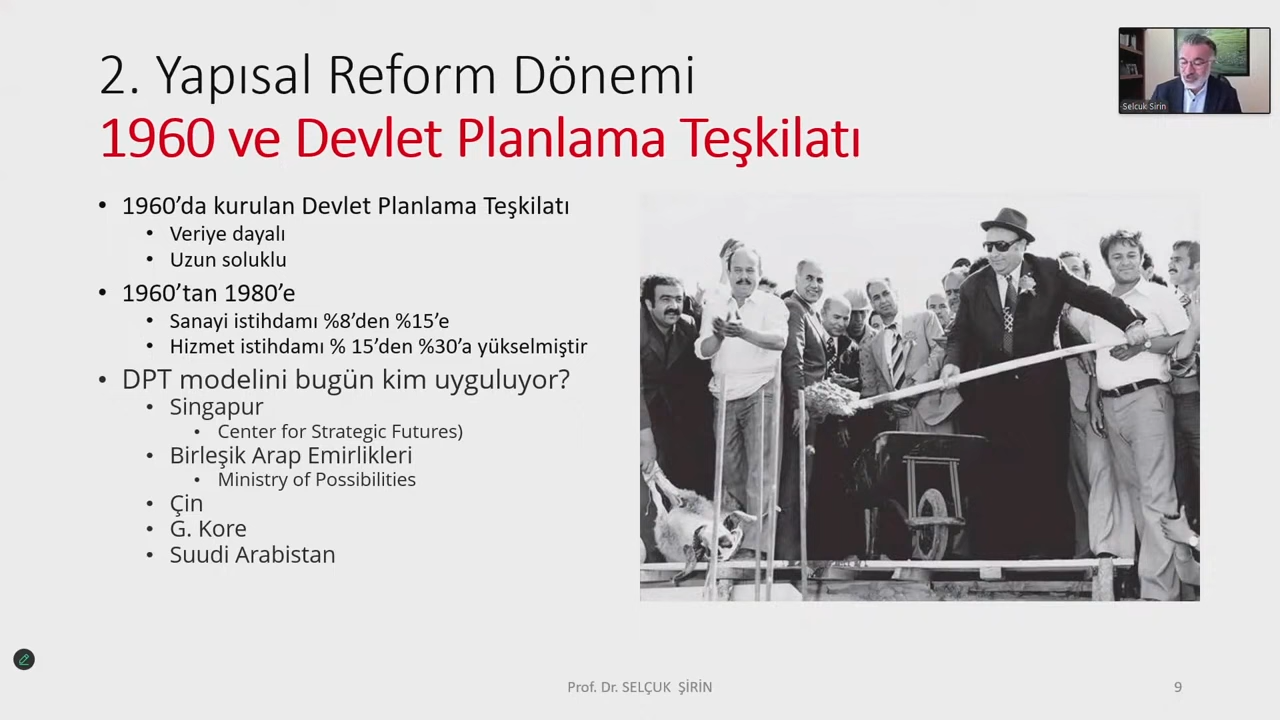 2. Yapısal Reform Dönemi
1960 ve Devlet Planlama Teşkilatı
Selcuk Sirin
• 1960’da kurulan Devlet Planlama Teşkilatı
• Veriye dayalı
• Uzun soluklu
• 1960’tan 1980’e
• Sanayi istihdamı %8’den %15’e
• Hizmet istihdamı % 15’den %30’a yükselmiştir
• DPT modelini bugün kim uyguluyor?
• Singapur
• Center for Strategic Futures)
• Birleşik Arap Emirlikleri
• Ministry of Possibilities
• Çin
• G. Kore
• Suudi Arabistan
Prof. Dr. SELÇUK ŞİRİN
9